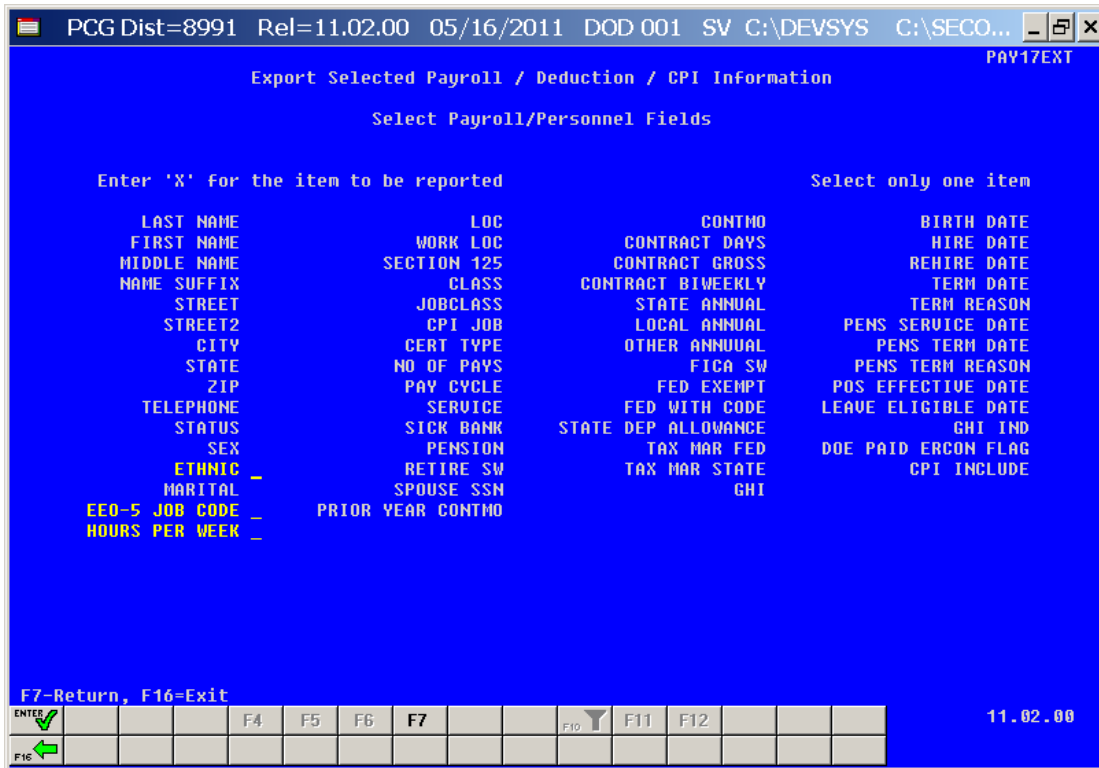 PCG Dist=8991 Rel=11.02.00 05/16/2011 DOD 001 SV C:\DEVSYS C:\SECO...
PAY17EXT
Export Selected Payroll / Deduction / CPI Information
Select Payroll/Personnel Fields
Enter 'X' for the item to be reported Select only one item
LAST NAME LOC CONTMO BIRTH DATE
FIRST NAME WORK LOC CONTRACT DAYS HIRE DATE
MIDDLE NAME SECTION 125 CONTRACT GROSS REHIRE DATE
NAME SUFFIX CLASS CONTRACT BIWEEKLY TERM DATE
STREET JOBCLASS STATE ANNUAL TERM REASON
STREET2 CPI JOB LOCAL ANNUAL PENS SERVICE DATE
CITY CERT TYPE OTHER ANNUUAL PENS TERM DATE
STATE NO OF PAYS FICA SW PENS TERM REASON
ZIP PAY CYCLE FED EXEMPT POS EFFECTIVE DATE
TELEPHONE SERVICE FED WITH CODE LEAVE ELIGIBLE DATE
STATUS SICK BANK STATE DEP ALLOWANCE GHI IND
SEX PENSION TAX MAR FED DOE PAID ERCON FLAG
ETHNIC _ RETIRE SW TAX MAR STATE CPI INCLUDE
MARITAL SPOUSE SSN GHI
EEO-5 JOB CODE _ PRIOR YEAR CONTMO
HOURS PER WEEK _
F7-Return, F16=Exit
ENTER F4 F5 F6 F7 F10 F11 F12 11.02.00
F16